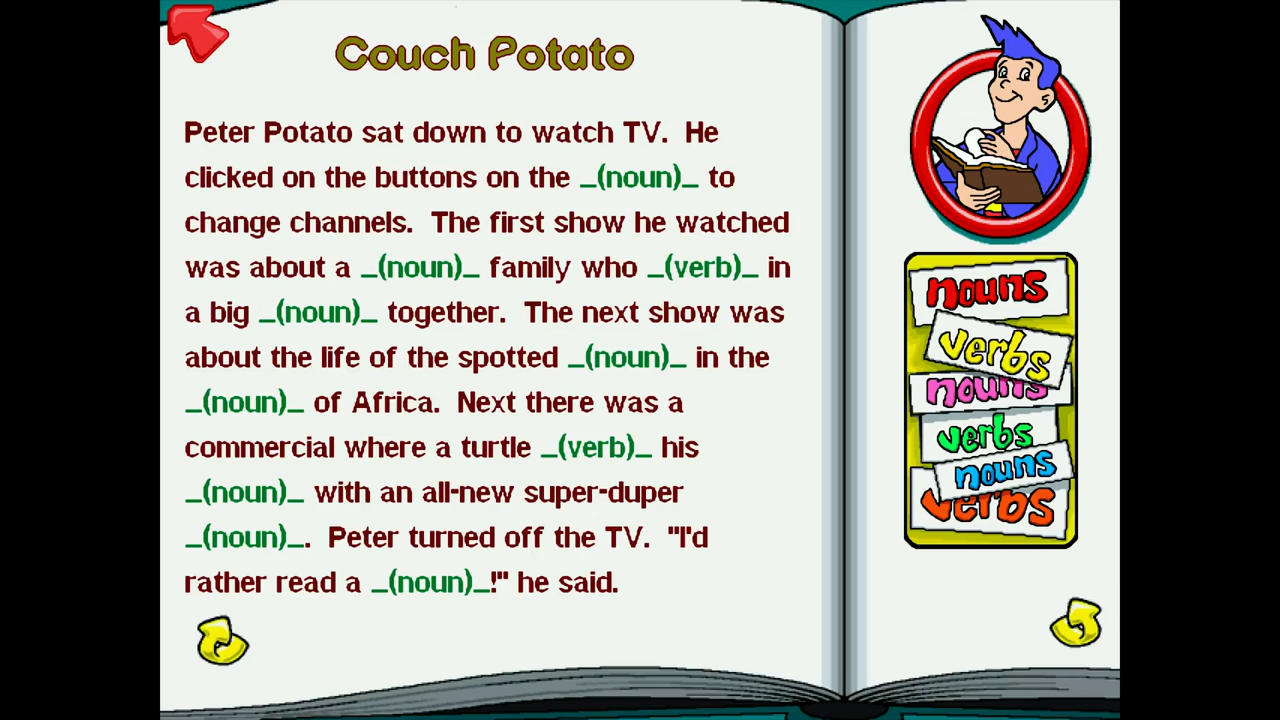 Couch Potato
Peter Potato sat down to watch TV.  He
clicked on the buttons on the _(noun)_ to
change channels.  The first show he watched
was about a _(noun)_ family who _(verb)_ in
a big _(noun)_ together.  The next show was
about the life of the spotted _(noun)_ in the
_(noun)_ of Africa.  Next there was a
commercial where a turtle _(verb)_ his
_(noun)_ with an all-new super-duper
_(noun)_.  Peter turned off the TV.  "I'd
rather read a _(noun)_!" he said.
nouns
verbs
nouns
verbs
nouns
verbs